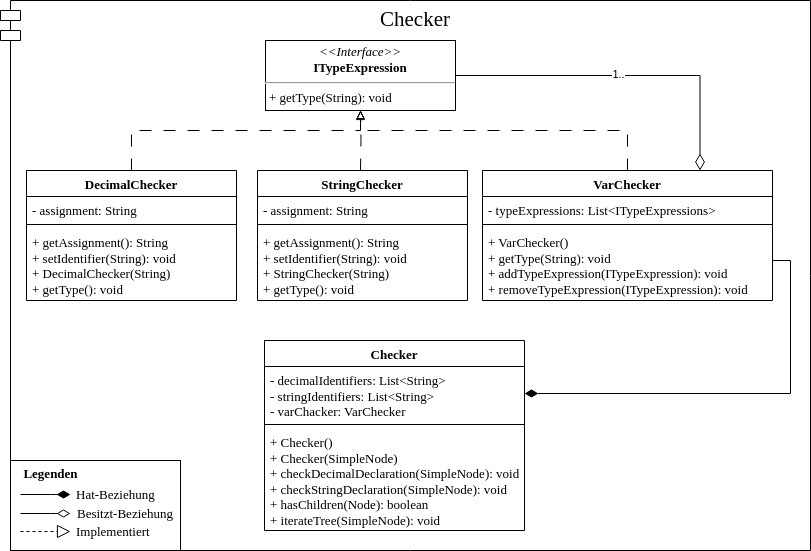 Checker
<<Interface>>
ITypeExpression
+ getType(String): void
1..
DecimalChecker
- assignment: String
+ getAssignment(): String
+ setIdentifier(String): void
+ DecimalChecker(String)
+ getType(): void
StringChecker
- assignment: String
+ getAssignment(): String
+ setIdentifier(String): void
+ StringChecker(String)
+ getType(): void
VarChecker
- typeExpressions: List<ITypeExpressions>
+ VarChecker()
+ getType(String): void
+ addTypeExpression(ITypeExpression): void
+ removeTypeExpression(ITypeExpression): void
Checker
- decimalIdentifiers: List<String>
- stringIdentifiers: List<String>
- varChacker: VarChecker
+ Checker()
+ Checker(SimpleNode)
+ checkDecimalDeclaration(SimpleNode): void
+ checkStringDeclaration(SimpleNode): void
+ hasChildren(Node): boolean
+ iterateTree(SimpleNode): void
Legenden
Hat-Beziehung
Besitzt-Beziehung
Implementiert